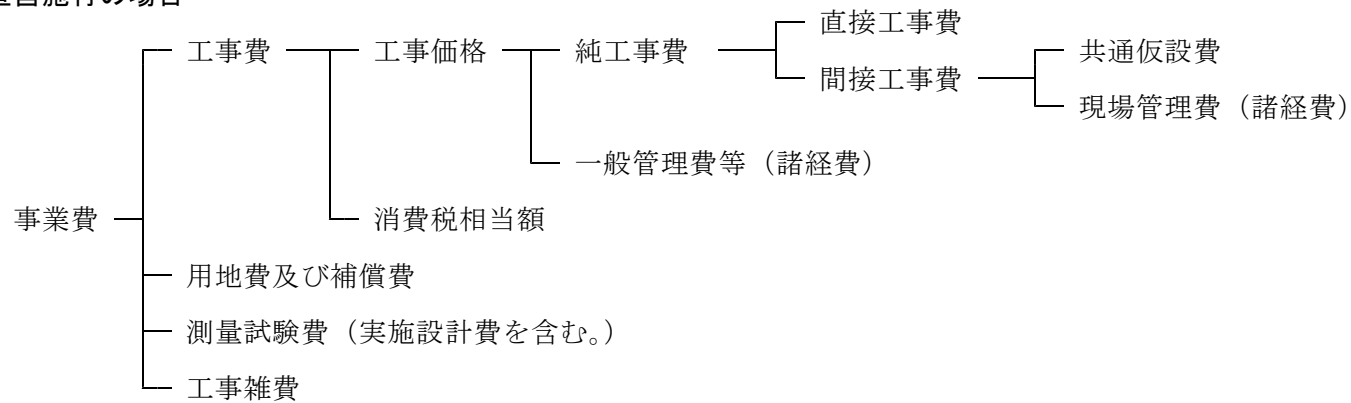 施行の場合
直接工事費
工事費
工事価格
純工事費
共通仮設費
間接工事費
現場管理費（諸経費）
一般管理費等（諸経費）
事業費
消費税相当額
用地費及び補償費
測量試験費（実施設計費を含む。）
工事雑費